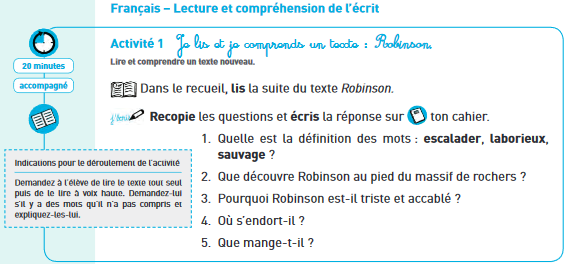 Français – Lecture et compréhension de l'écrit
Activité 1 Je lis et je comprends un texte : Robinson.
Lire et comprendre un texte nouveau.
20 minutes
accompagné
Dans le recueil, lis la suite du texte Robinson.
j'écris Recopie les questions et écris la réponse sur ton cahier.
1. Quelle est la définition des mots : escalader, laborieux,
sauvage ?
2. Que découvre Robinson au pied du massif de rochers ?
3. Pourquoi Robinson est-il triste et accablé ?
4. Où s'endort-il ?
5. Que mange-t-il ?
Indications pour le déroulement de l'activité
Demandez à l'élève de lire le texte tout seul
puis de le lire à voix haute. Demandez-lui
s'il y a des mots qu'il n'a pas compris et
expliquez-les-lui.